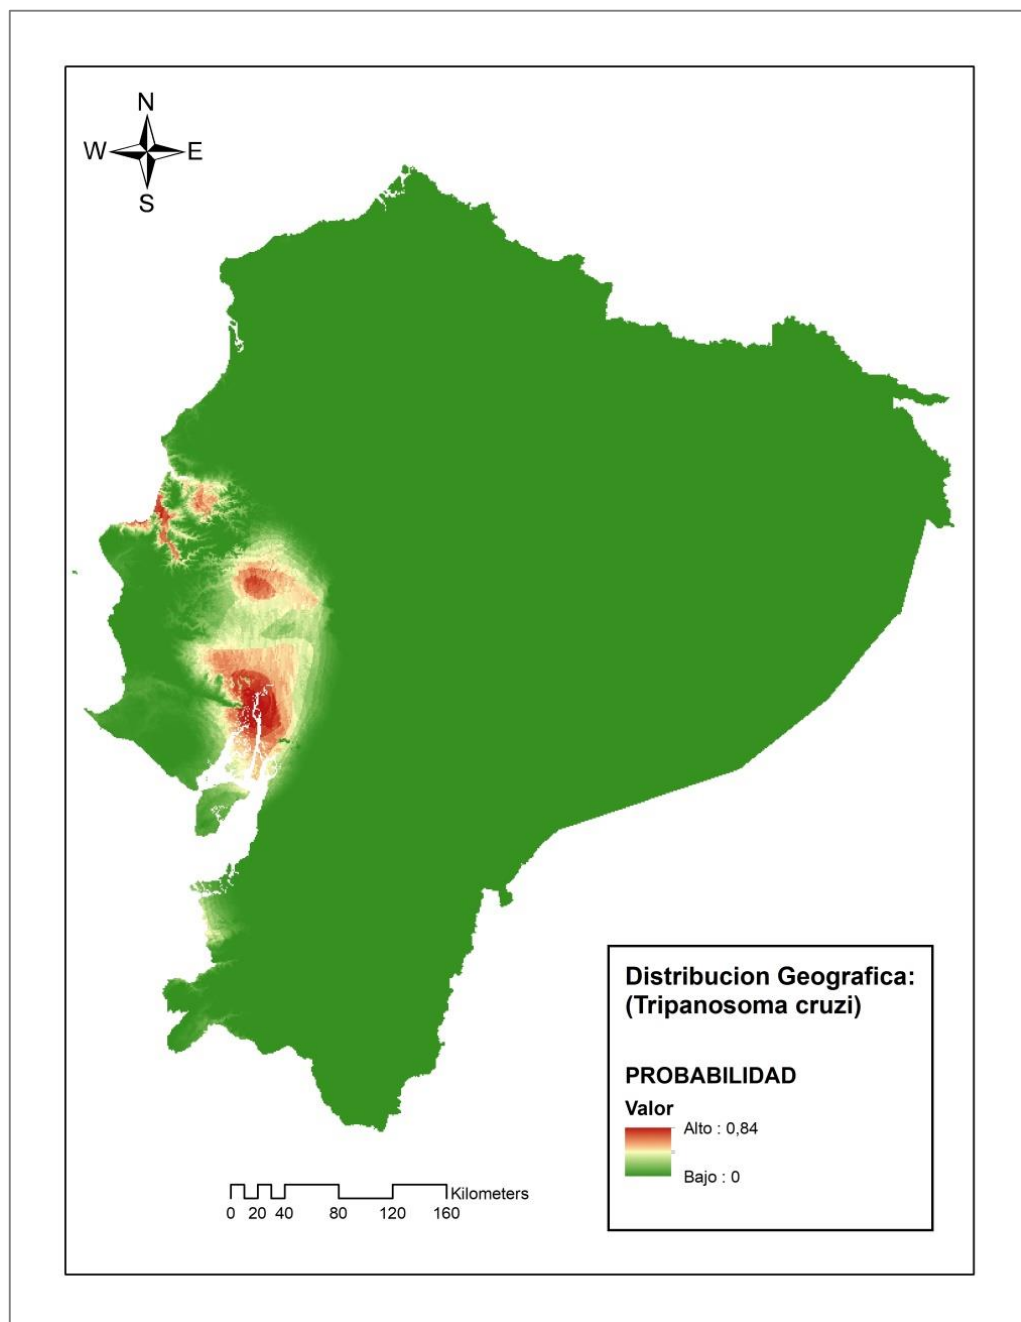 N
W E
S
Distribucion Geografica:
(Tripanosoma cruzi)
PROBABILIDAD
Valor
Alto : 0,84
Bajo : 0
Kilometers
0 20 40 80 120 160